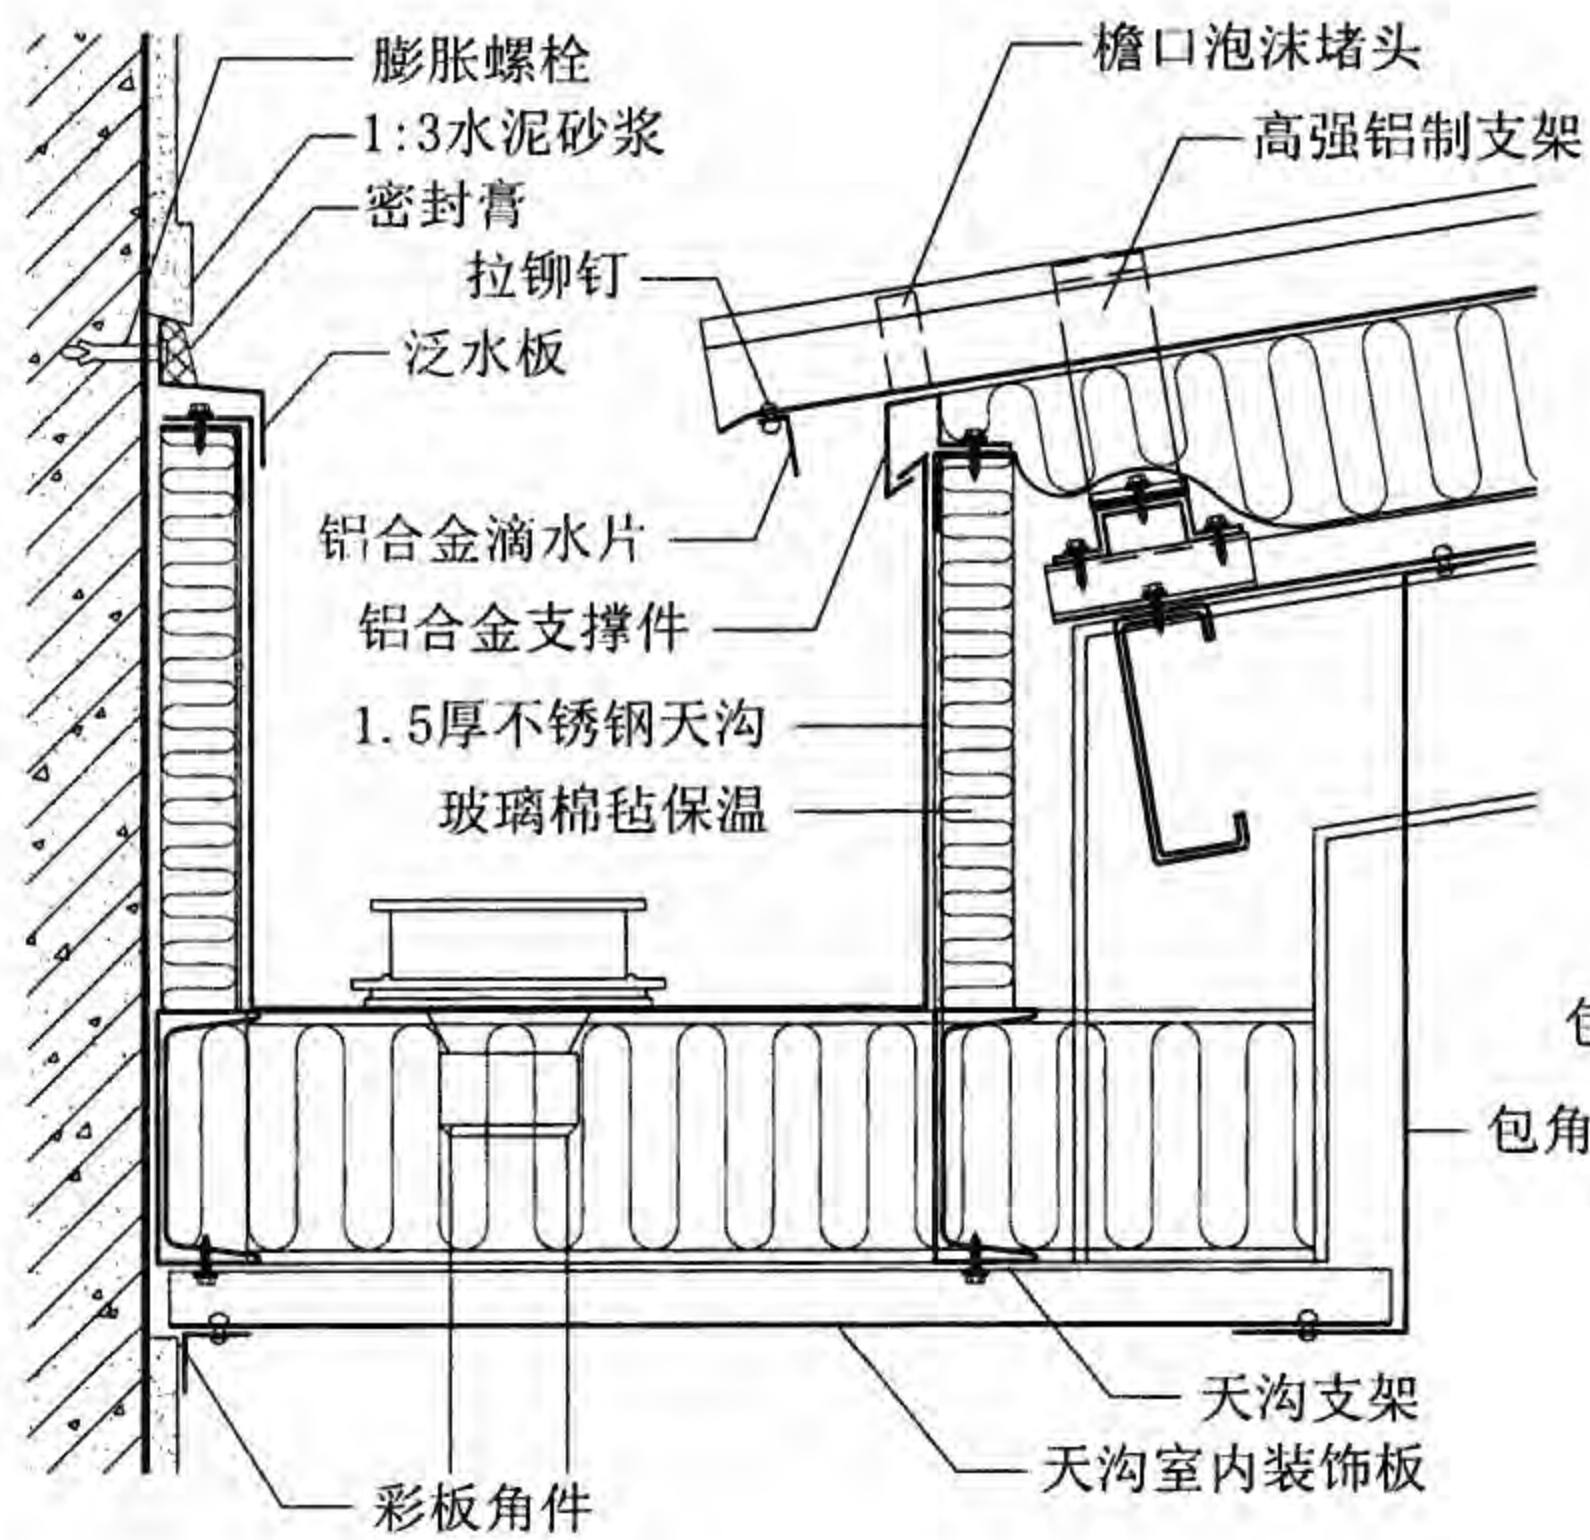 膨胀螺栓
1:3水泥砂浆
密封膏
拉铆钉
泛水板
檐口泡沫堵头
高强铝制支架
铝合金滴水片
铝合金支撑件
1.5厚不锈钢天沟
玻璃棉毡保温
包角
天沟支架
天沟室内装饰板
彩板角件